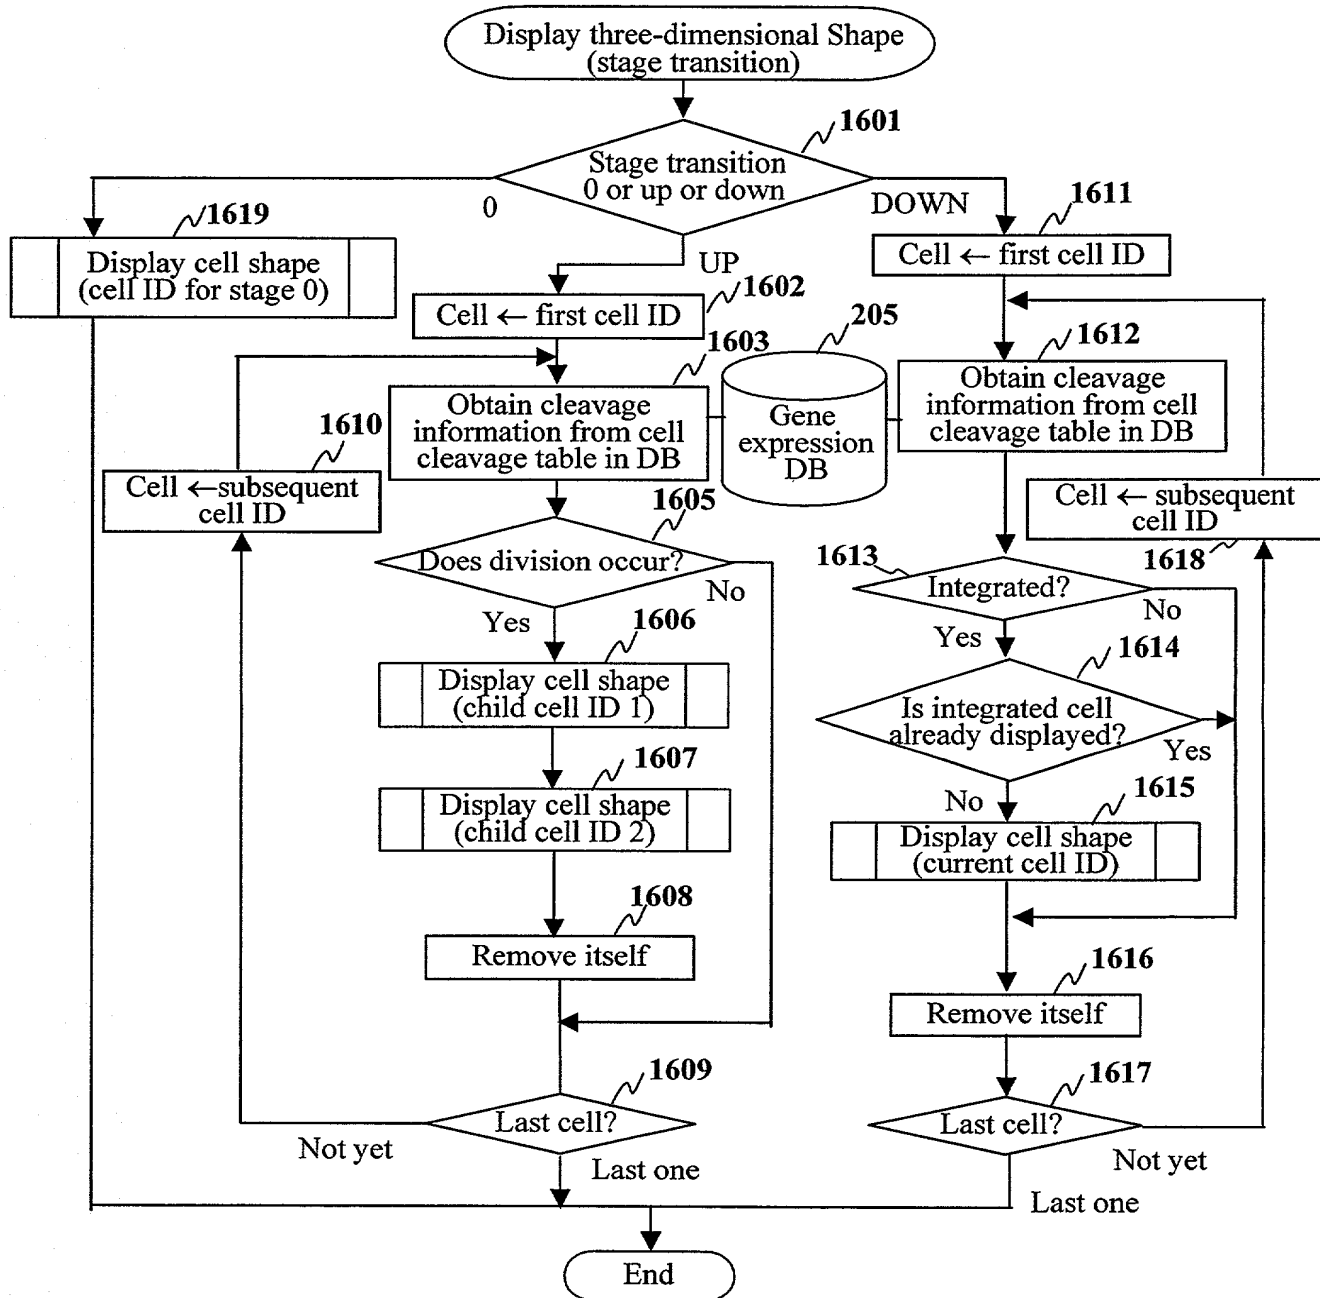 Display three-dimensional Shape
(stage transition)
1601
Stage transition
0 or up or down
0
DOWN
UP
1619
Display cell shape
(cell ID for stage 0)
1611
Cell ← first cell ID
1602
Cell ← first cell ID
1603
Obtain cleavage
information from cell
cleavage table in DB
205
Gene
expression
DB
1612
Obtain cleavage
information from cell
cleavage table in DB
1610
Cell ←subsequent
cell ID
Cell ← subsequent
cell ID
1618
1605
Does division occur?
No
Yes
1613
Integrated?
No
Yes
1606
Display cell shape
(child cell ID 1)
1614
Is integrated cell
already displayed?
Yes
No
1607
Display cell shape
(child cell ID 2)
1615
Display cell shape
(current cell ID)
1608
Remove itself
1616
Remove itself
1609
Last cell?
Not yet
Last one
1617
Last cell?
Not yet
Last one
End